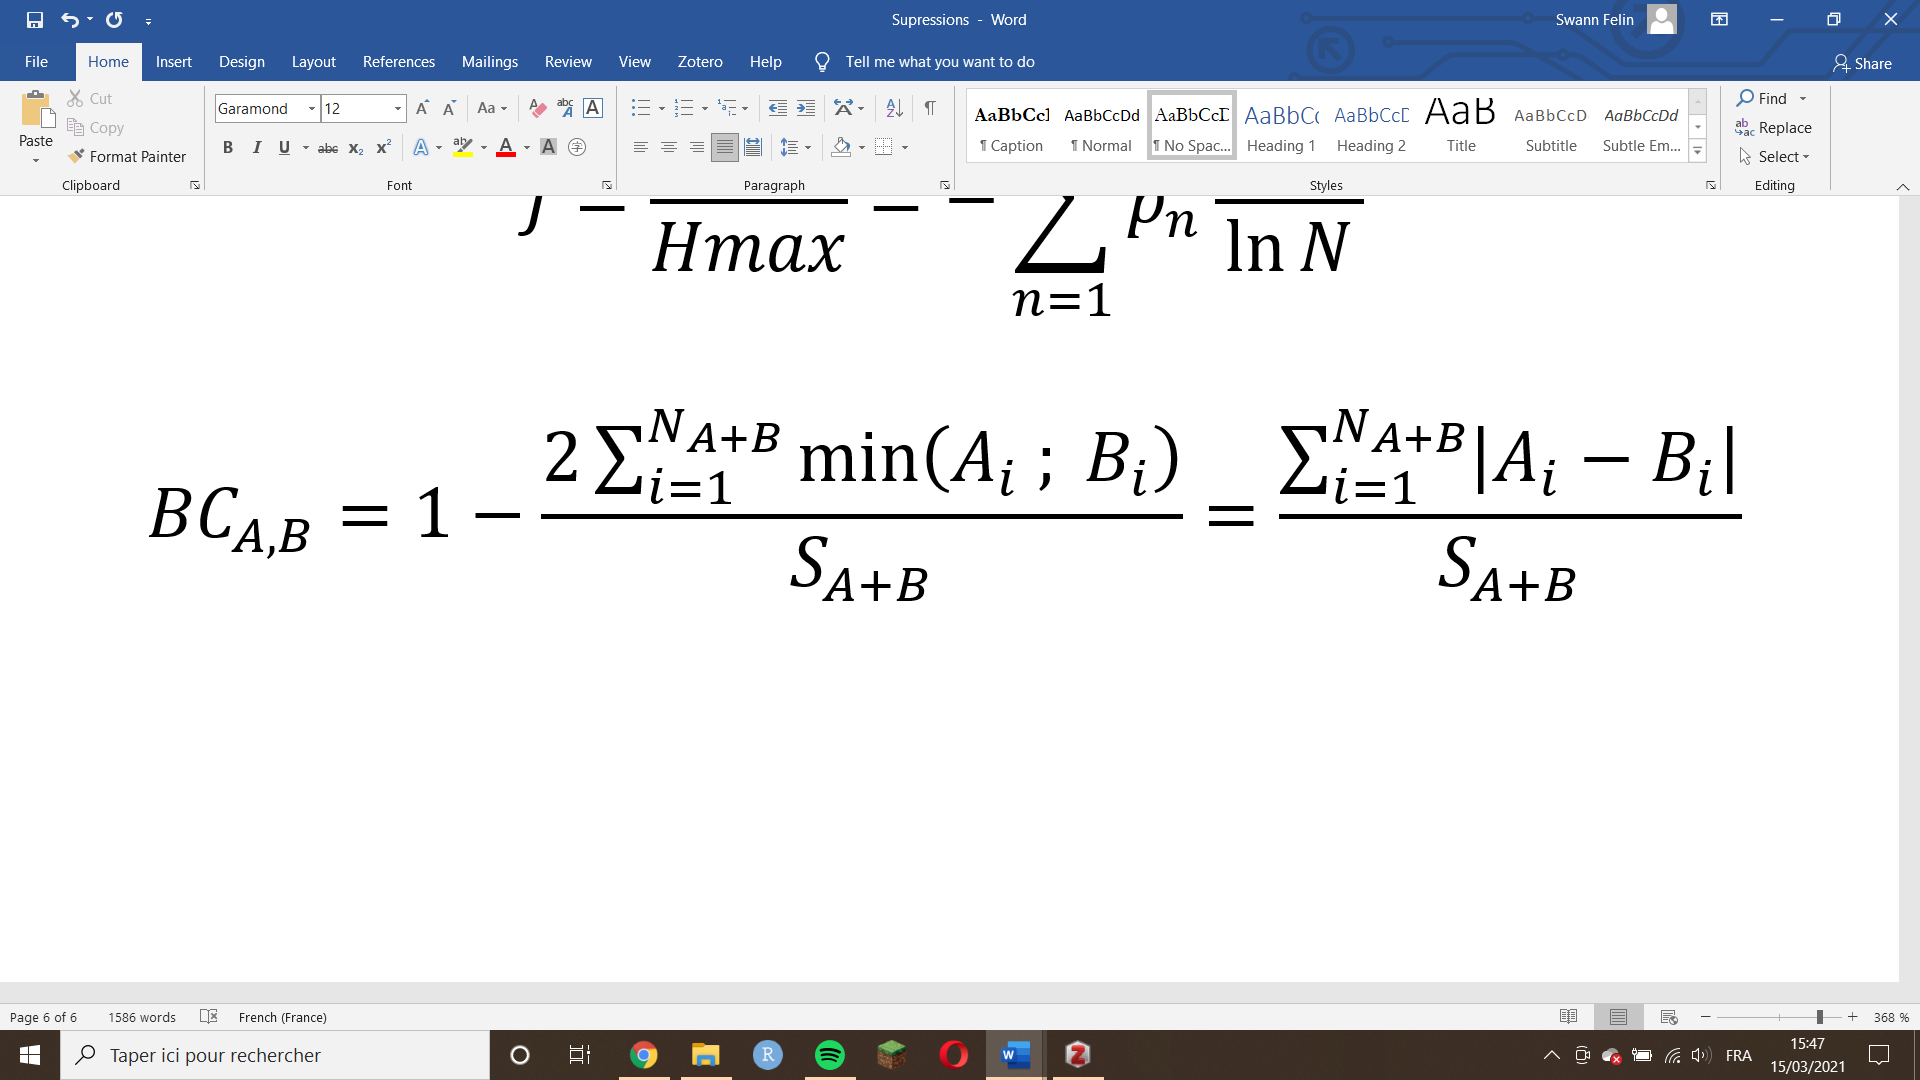 Supressions - Word
Swann Felin
File Home Insert Design Layout References Mailings Review View Zotero Help Tell me what you want to do Share
Paste
Cut
Copy
Format Painter
Clipboard
Garamond 12
Font
Paragraph
AaBbCcI AaBbCcDd AaBbCcD AaBbC AaBbCcD AaB AaBbCcD AaBbCcDd
¶ Caption ¶ Normal ¶ No Spac... Heading 1 Heading 2 Title Subtitle Subtle Em...
Styles
Find
Replace
Select
Editing
J = / Hmax = − ∑ n=1 p_n / ln N
BC_{A,B} = 1 − 2 ∑_{i=1}^{N_{A+B}} min(A_i ; B_i) / S_{A+B} = ∑_{i=1}^{N_{A+B}} |A_i − B_i| / S_{A+B}
Page 6 of 6 1586 words French (France) 368 %
Taper ici pour rechercher
FRA
15:47
15/03/2021